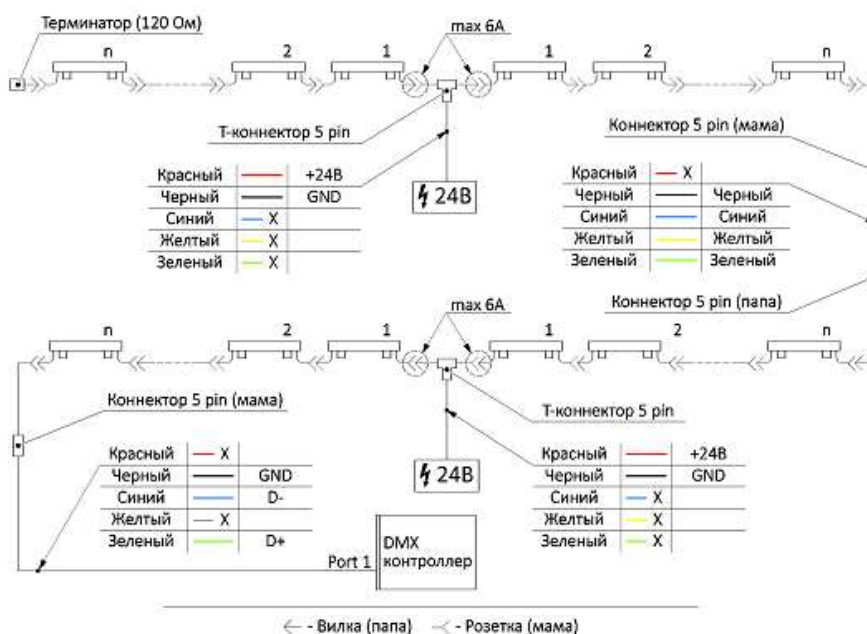 Терминатор (120 Ом)
max 6А
n 2 1 1 2 n
Т-коннектор 5 pin
Коннектор 5 pin (мама)
Красный +24В
Черный GND
Синий X
Желтый X
Зеленый X
24В
Красный X
Черный Черный
Синий Синий
Желтый Желтый
Зеленый Зеленый
Коннектор 5 pin (папа)
max 6А
n 2 1 1 2 n
Коннектор 5 pin (мама)
Т-коннектор 5 pin
Красный X
Черный GND
Синий D-
Желтый X
Зеленый D+
24В
Красный +24В
Черный GND
Синий X
Желтый X
Зеленый X
Port 1
DMX
контроллер
- Вилка (папа) - Розетка (мама)